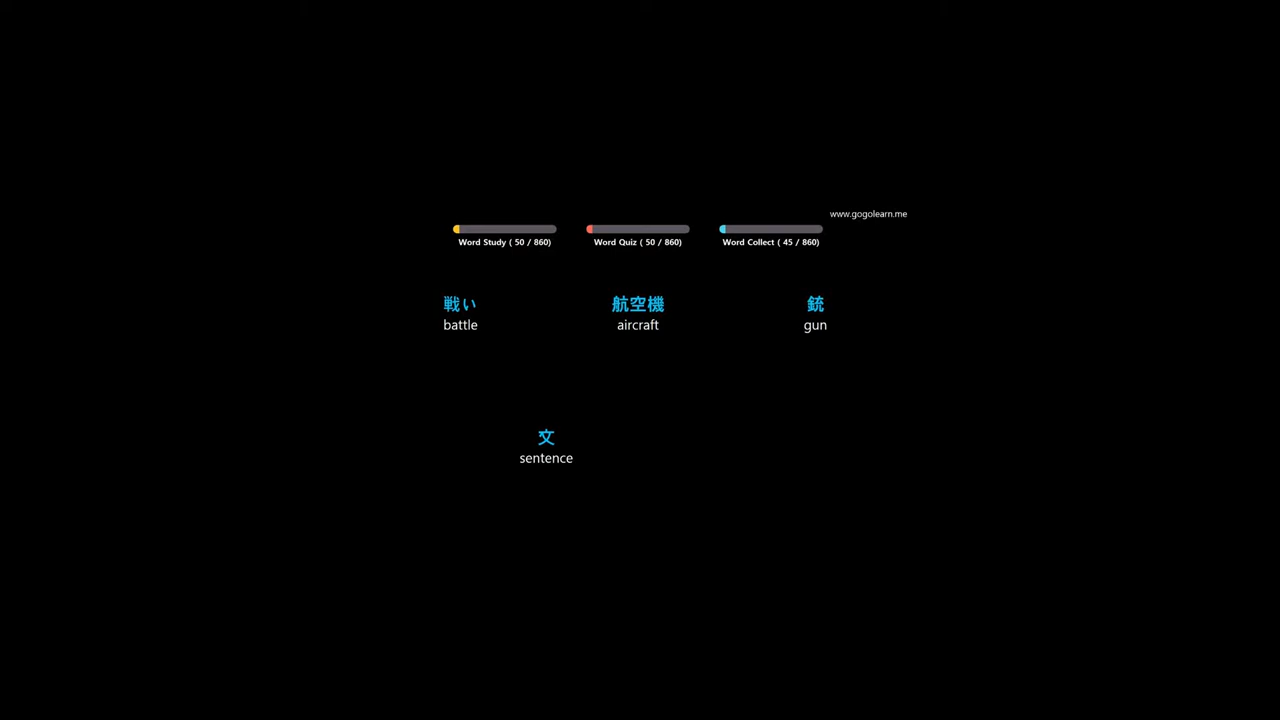 www.gogolearn.me
Word Study ( 50 / 860)
Word Quiz ( 50 / 860)
Word Collect ( 45 / 860)
戦い
battle
航空機
aircraft
銃
gun
文
sentence